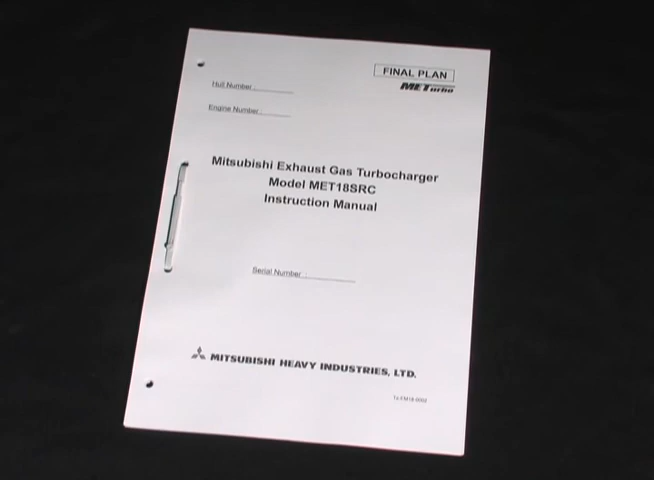 FINAL PLAN
METurbo
Hull Number :
Engine Number :
Mitsubishi Exhaust Gas Turbocharger
Model MET18SRC
Instruction Manual
Serial Number :
MITSUBISHI HEAVY INDUSTRIES, LTD.